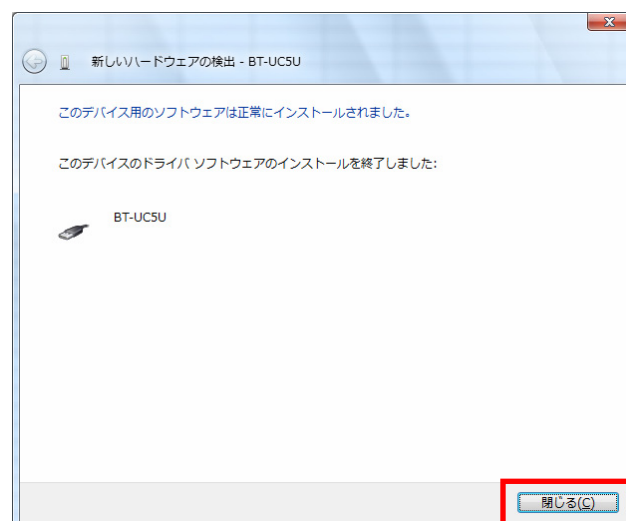 新しいハードウェアの検出 - BT-UC5U
このデバイス用のソフトウェアは正常にインストールされました。
このデバイスのドライバ ソフトウェアのインストールを終了しました:
BT-UC5U
閉じる(C)